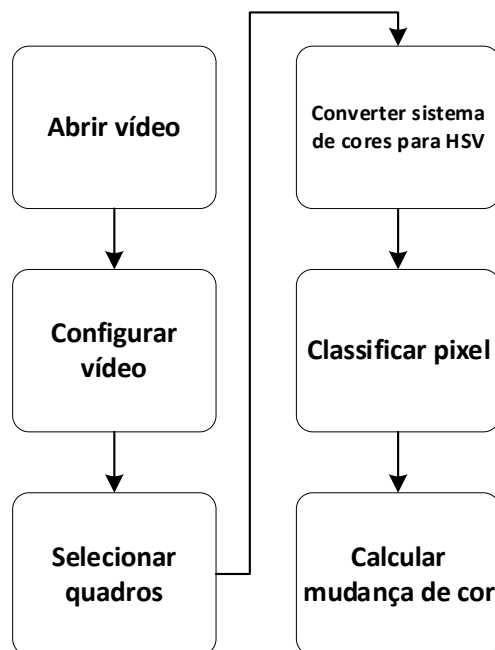 Abrir vídeo
Configurar
vídeo
Selecionar
quadros
Converter sistema
de cores para HSV
Classificar pixel
Calcular
mudança de cor